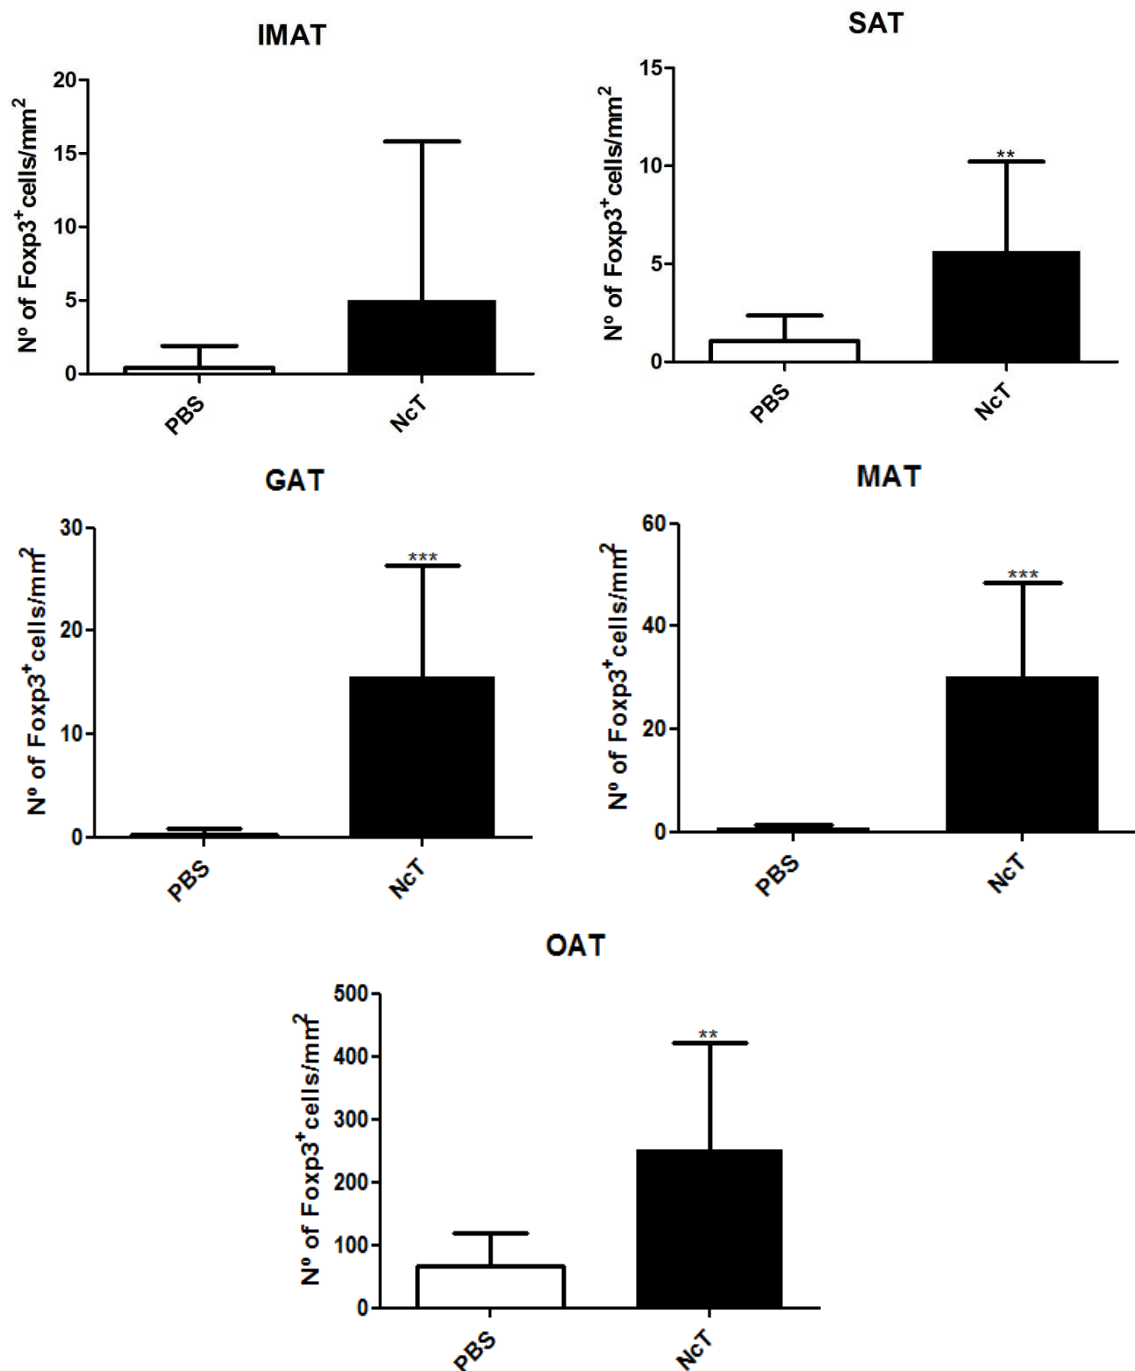 IMAT
Nº of Foxp3⁺cells/mm²
20
15
10
5
0
PBS
NcT
SAT
Nº of Foxp3⁺cells/mm²
15
10
5
0
**
PBS
NcT
GAT
Nº of Foxp3⁺cells/mm²
30
20
10
0
***
PBS
NcT
MAT
Nº of Foxp3⁺cells/mm²
60
40
20
0
***
PBS
NcT
OAT
Nº of Foxp3⁺cells/mm²
500
400
300
200
100
0
**
PBS
NcT